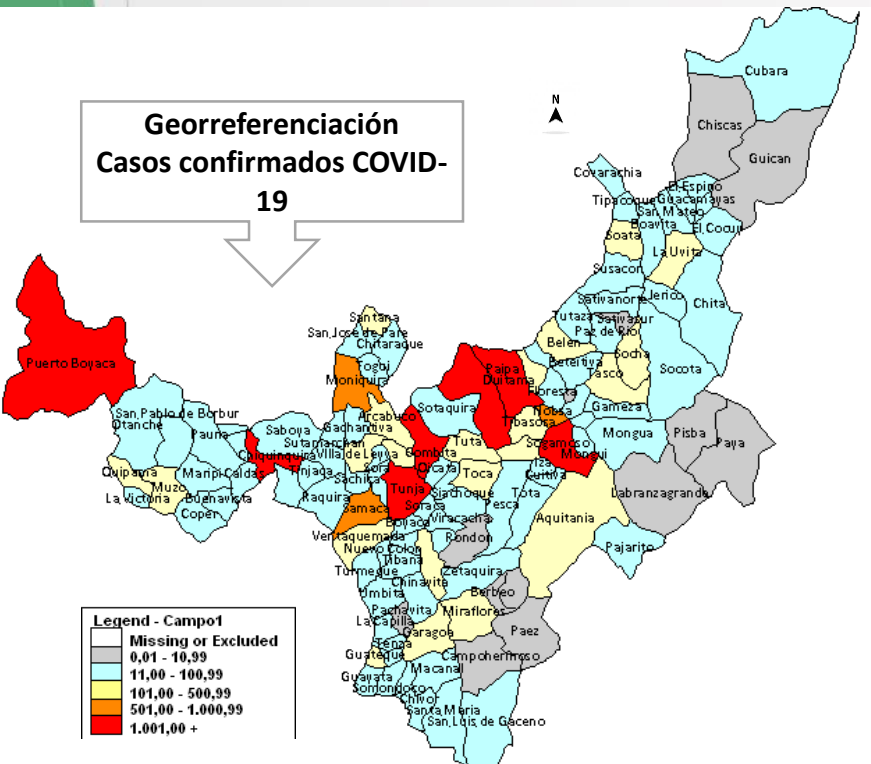 Georreferenciación
Casos confirmados COVID-
19
N
Cubara
Chiscas
Guican
Covarachia
El Espino
Tipacoque
Guacamayas
San Mateo
Boavita
El Cocuy
Soata
La Uvita
Susacon
Sativanorte
Jerico
Chita
Tutaza
Sativasur
Paz de Rio
Santana
San Jose de Pare
Chitaraque
Puerto Boyaca
Togui
Moniquira
Belen
Socha
Paipa
Duitama
Beteitiva
Tasco
Socota
Floresta
San Pablo de Borbur
Otanche
Pauna
Saboya
Arcabuco
Gachantiva
Sotaquira
Nobsa
Tibasosa
Gameza
Sutamarchan
Villa de Leyva
Combita
Tuta
Sogamoso
Mongua
Pisba
Paya
Chiquinquira
Mongui
Quipama
Maripi
Caldas
Tinjada
Sora
Oicata
Iza
Cuitiva
Muzo
Sachica
Toca
La Victoria
Buenavista
Raquira
Tunja
Siachoque
Tota
Labranzagrande
Coper
Samaca
Soraca
Pesca
Aquitania
Boyaca
Viracacha
Ventaquemada
Rondon
Nuevo Colon
Pajarito
Tibana
Turmeque
Zetaquira
Chinavita
Umbita
Berbeo
Pachavita
Miraflores
La Capilla
Garagoa
Paez
Tenza
Guateque
Campohermoso
Macanal
Guayata
Somondoco
Chivor
Santa Maria
San Luis de Gaceno
Legend - Campo1
Missing or Excluded
0,01 - 10,99
11,00 - 100,99
101,00 - 500,99
501,00 - 1.000,99
1.001,00 +